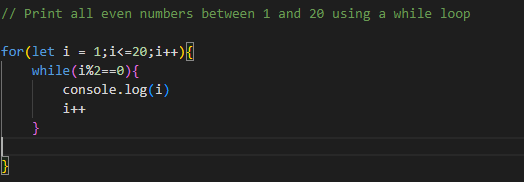 // Print all even numbers between 1 and 20 using a while loop
for(let i = 1;i<=20;i++){
    while(i%2==0){
        console.log(i)
        i++
    }
}